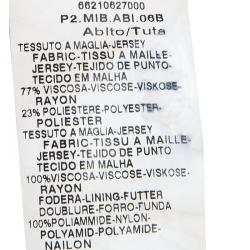 66210627000
P2.MIB.ABI.06B
Abito/Tuta
TESSUTO A MAGLIA-JERSEY
FABRIC-TISSU A MAILLE-
JERSEY-TEJIDO DE PUNTO-
TECIDO EM MALHA
77% VISCOSA-VISCOSE-VISKOSE-
RAYON
23% POLIESTERE-POLYESTER-
POLIESTER
TESSUTO A MAGLIA-JERSEY
FABRIC-TISSU A MAILLE-
JERSEY-TEJIDO DE PUNTO-
TECIDO EM MALHA
100%VISCOSA-VISCOSE-VISKOSE-
RAYON
FODERA-LINING-FUTTER
DOUBLURE-FORRO-FUNDA
100%POLIAMMIDE-NYLON-
POLYAMID-POLYAMIDE-
NAILON